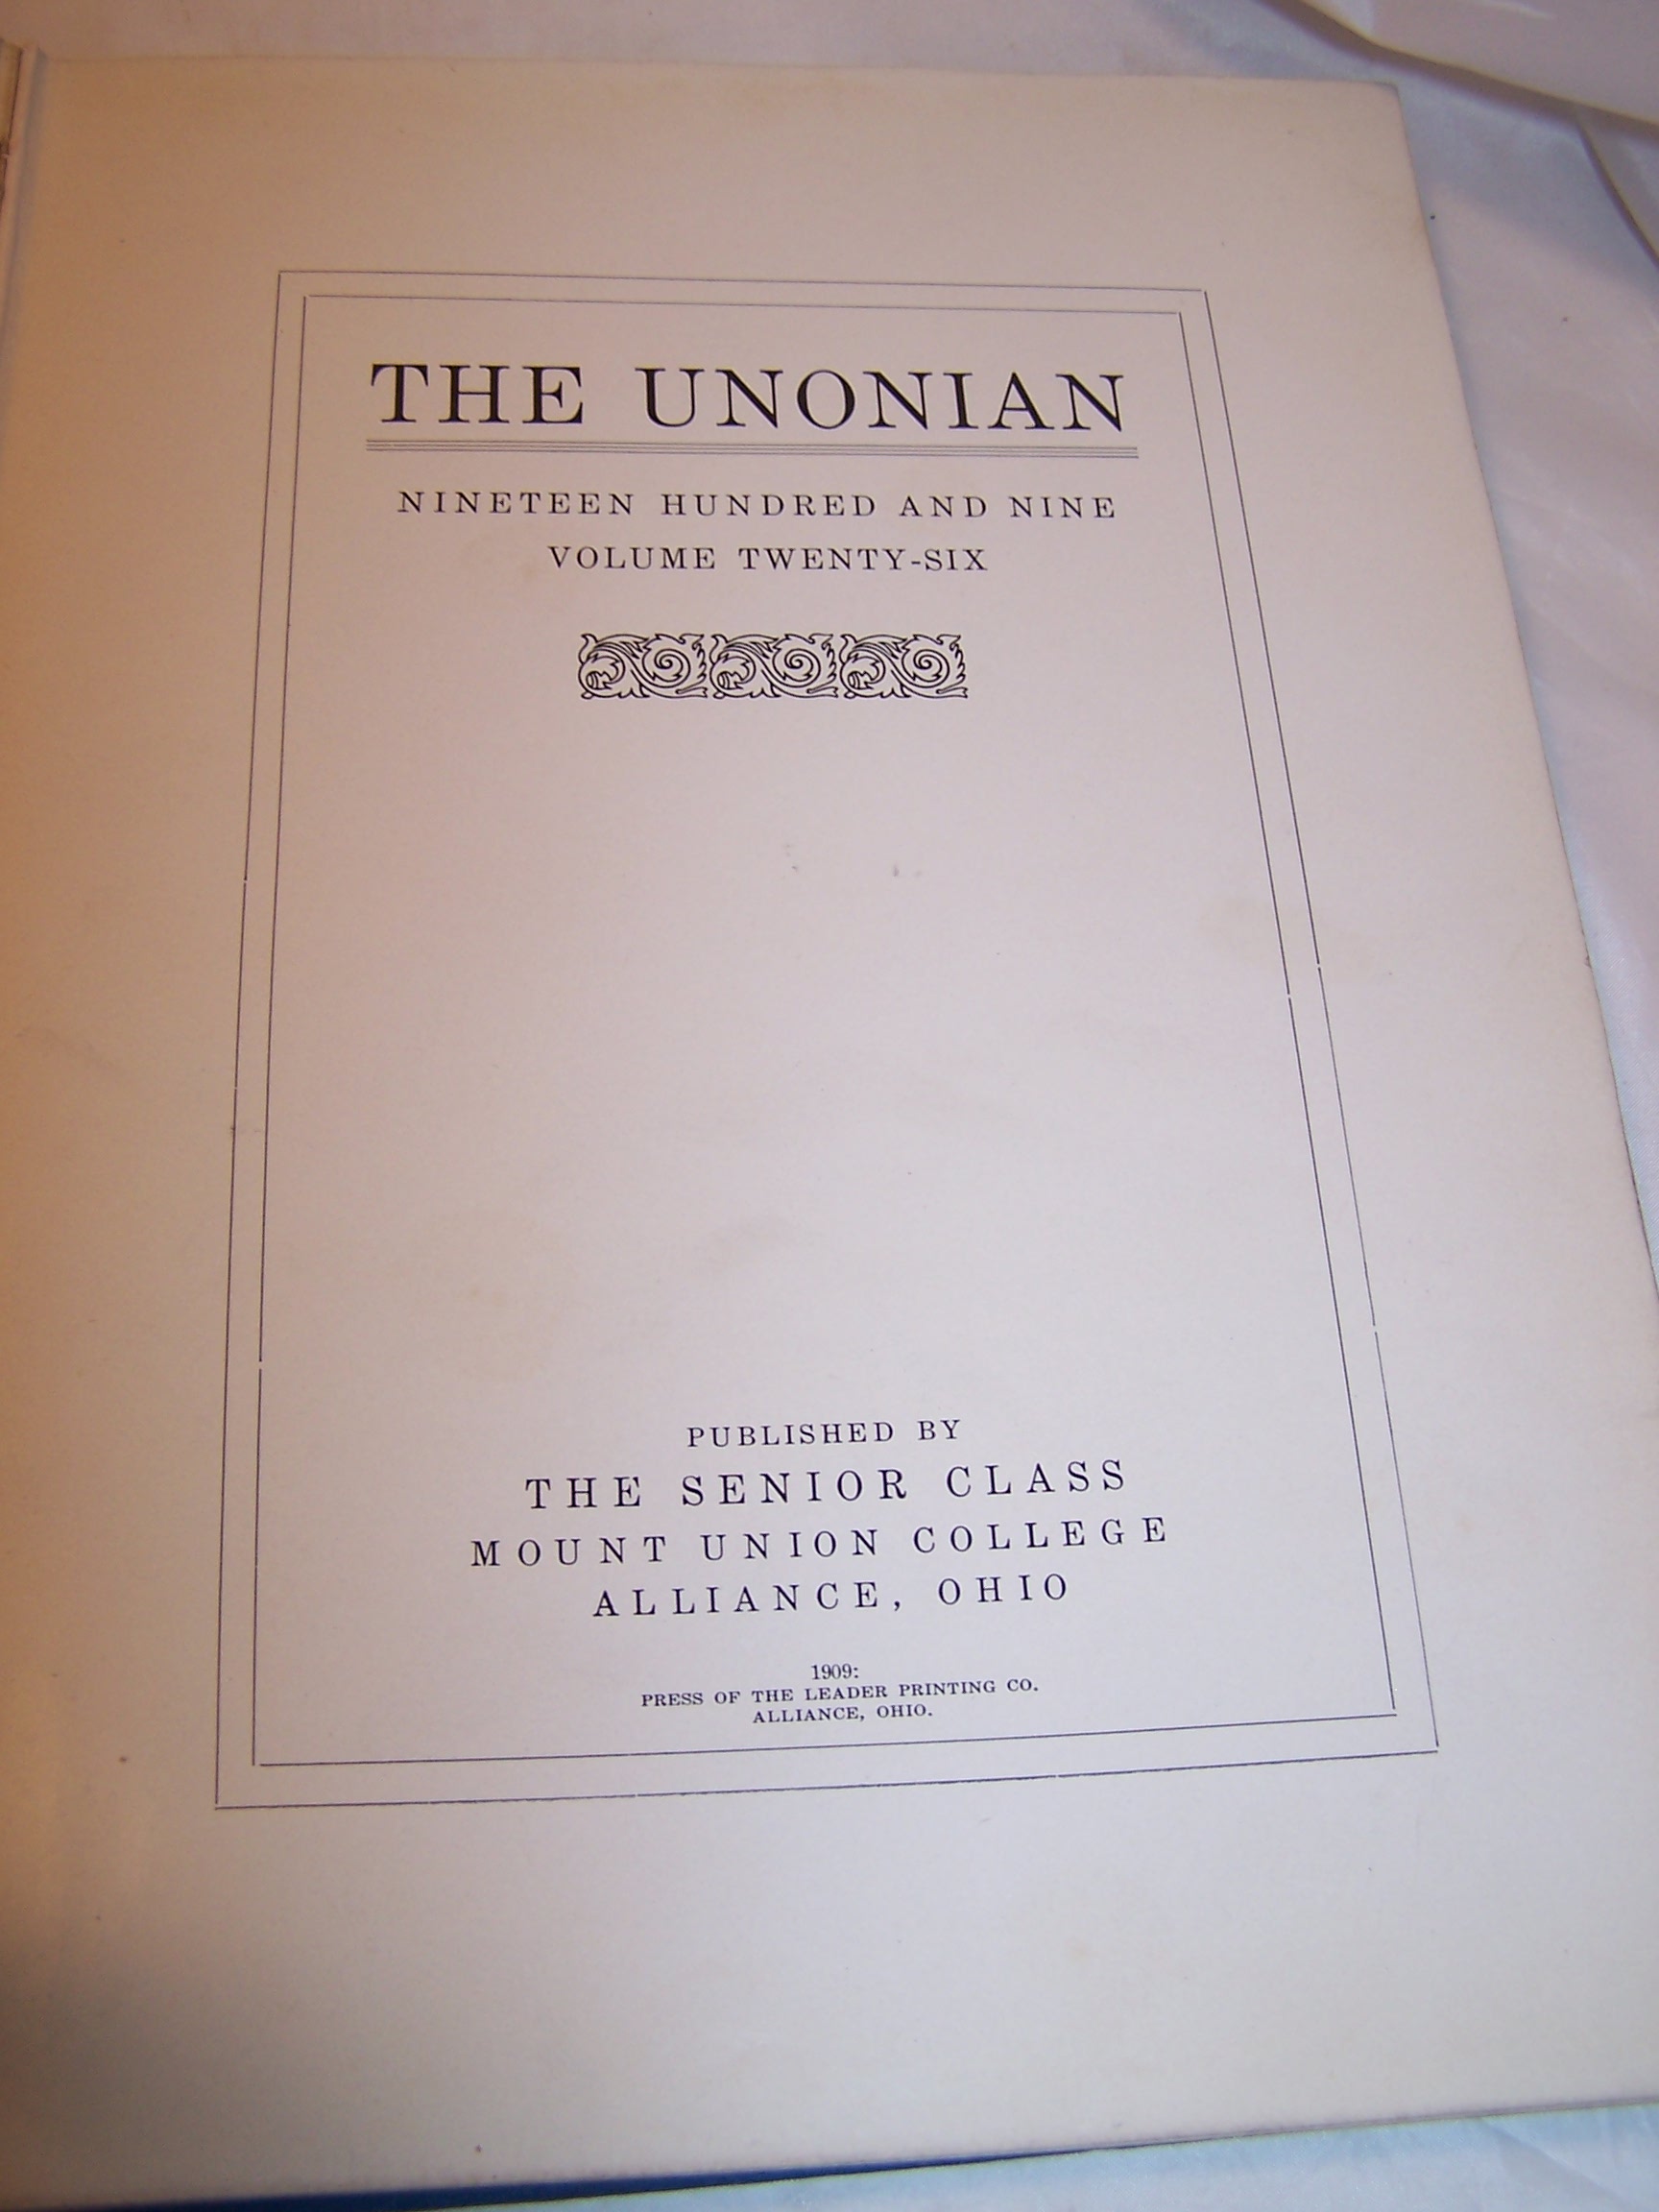 THE UNONIAN
NINETEEN HUNDRED AND NINE
VOLUME TWENTY-SIX
PUBLISHED BY
THE SENIOR CLASS
MOUNT UNION COLLEGE
ALLIANCE, OHIO
1909:
PRESS OF THE LEADER PRINTING CO.
ALLIANCE, OHIO.